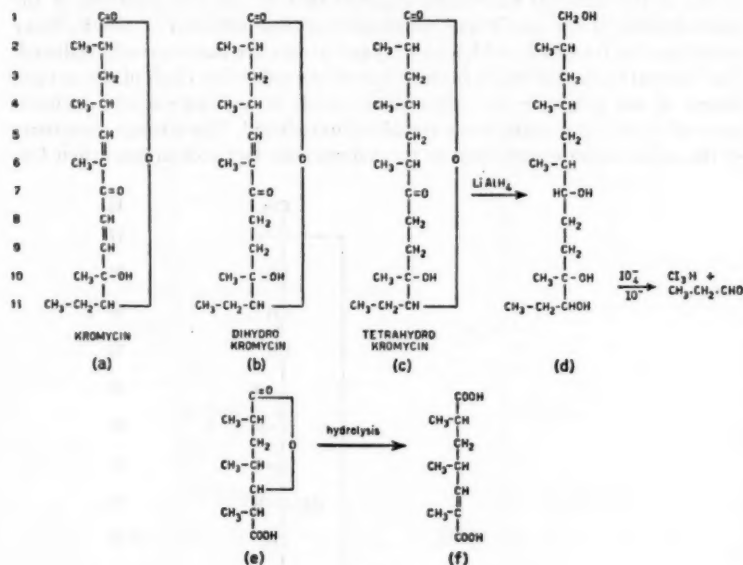 1 C=O C=O C=O CH₂OH
2 CH₃-CH CH₃-CH CH₃-CH CH₃-CH
CH₂ CH₂ CH₂ CH₂
4 CH₃-CH CH₃-CH CH₃-CH CH₃-CH
CH O CH O CH₂ O CH₂
6 CH₃-C CH₃-C CH₃-CH CH₃-CH
7 C=O C=O C=O LiAlH₄ HC-OH
8 CH CH₂ CH₂ CH₂
9 CH CH₂ CH₂ CH₂
10 CH₃-C-OH CH₃-C-OH CH₃-C-OH CH₃-C-OH IO₄⁻ IO⁻ CI₃H +
11 CH₃-CH₂-CH CH₃-CH₂-CH CH₃-CH₂-CH CH₃-CH₂-CHOH CH₃-CH₂-CHO
KROMYCIN DIHYDRO KROMYCIN TETRAHYDRO KROMYCIN
(a) (b) (c) (d)
C=O COOH
CH₃-CH CH₃-CH
CH₂ O hydrolysis CH₂
CH₃-CH CH₃-CH
CH CH
CH₃-CH CH₃-C
COOH COOH
(e) (f)